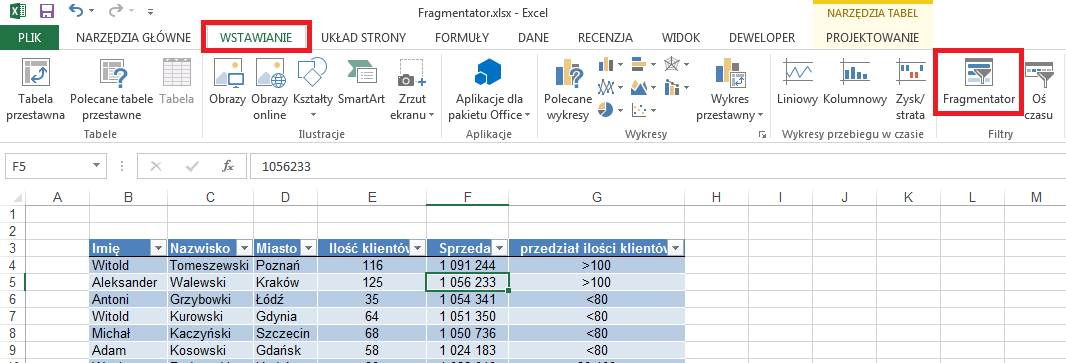 Fragmentator.xlsx - Excel
NARZĘDZIA TABEL
PLIK NARZĘDZIA GŁÓWNE WSTAWIANIE UKŁAD STRONY FORMUŁY DANE RECENZJA WIDOK DEWELOPER PROJEKTOWANIE
Tabela przestawna
Polecane tabele przestawne
Tabela
Tabele
Obrazy
Obrazy online
Kształty
SmartArt
Zrzut ekranu
Ilustracje
Aplikacje dla pakietu Office
Aplikacje
Polecane wykresy
Wykres przestawny
Wykresy
Liniowy
Kolumnowy
Zysk/ strata
Wykresy przebiegu w czasie
Fragmentator
Oś czasu
Filtry
F5 fx 1056233
A B C D E F G H I J K L M
1
2
3 Imię Nazwisko Miasto Ilość klientów Sprzeda przedział ilości klientów
4 Witold Tomeszewski Poznań 116 1 091 244 >100
5 Aleksander Walewski Kraków 125 1 056 233 >100
6 Antoni Grzybowki Łódź 35 1 054 341 <80
7 Witold Kurowski Gdynia 64 1 051 350 <80
8 Michał Kaczyński Szczecin 68 1 050 736 <80
9 Adam Kosowski Gdańsk 58 1 024 183 <80